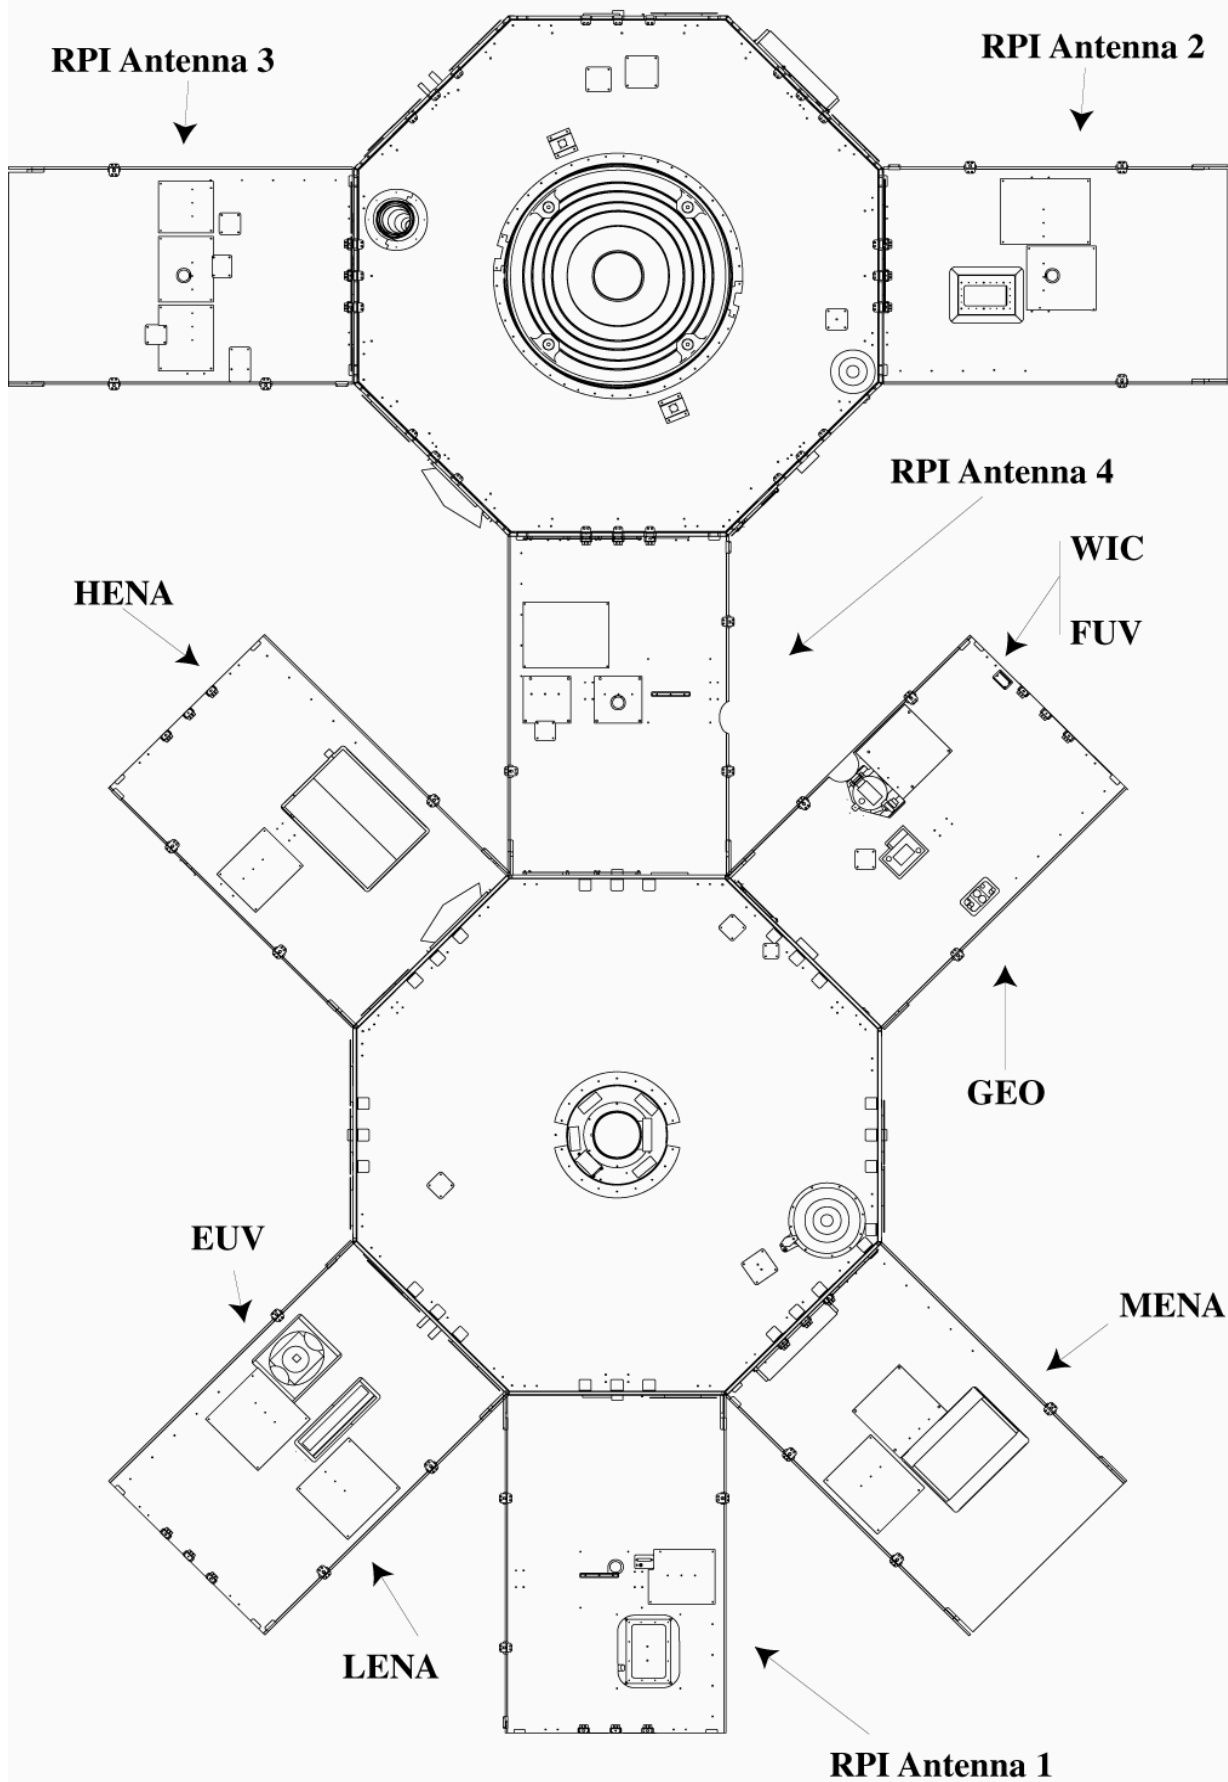 RPI Antenna 3
RPI Antenna 2
RPI Antenna 4
WIC
FUV
HENA
GEO
EUV
MENA
LENA
RPI Antenna 1